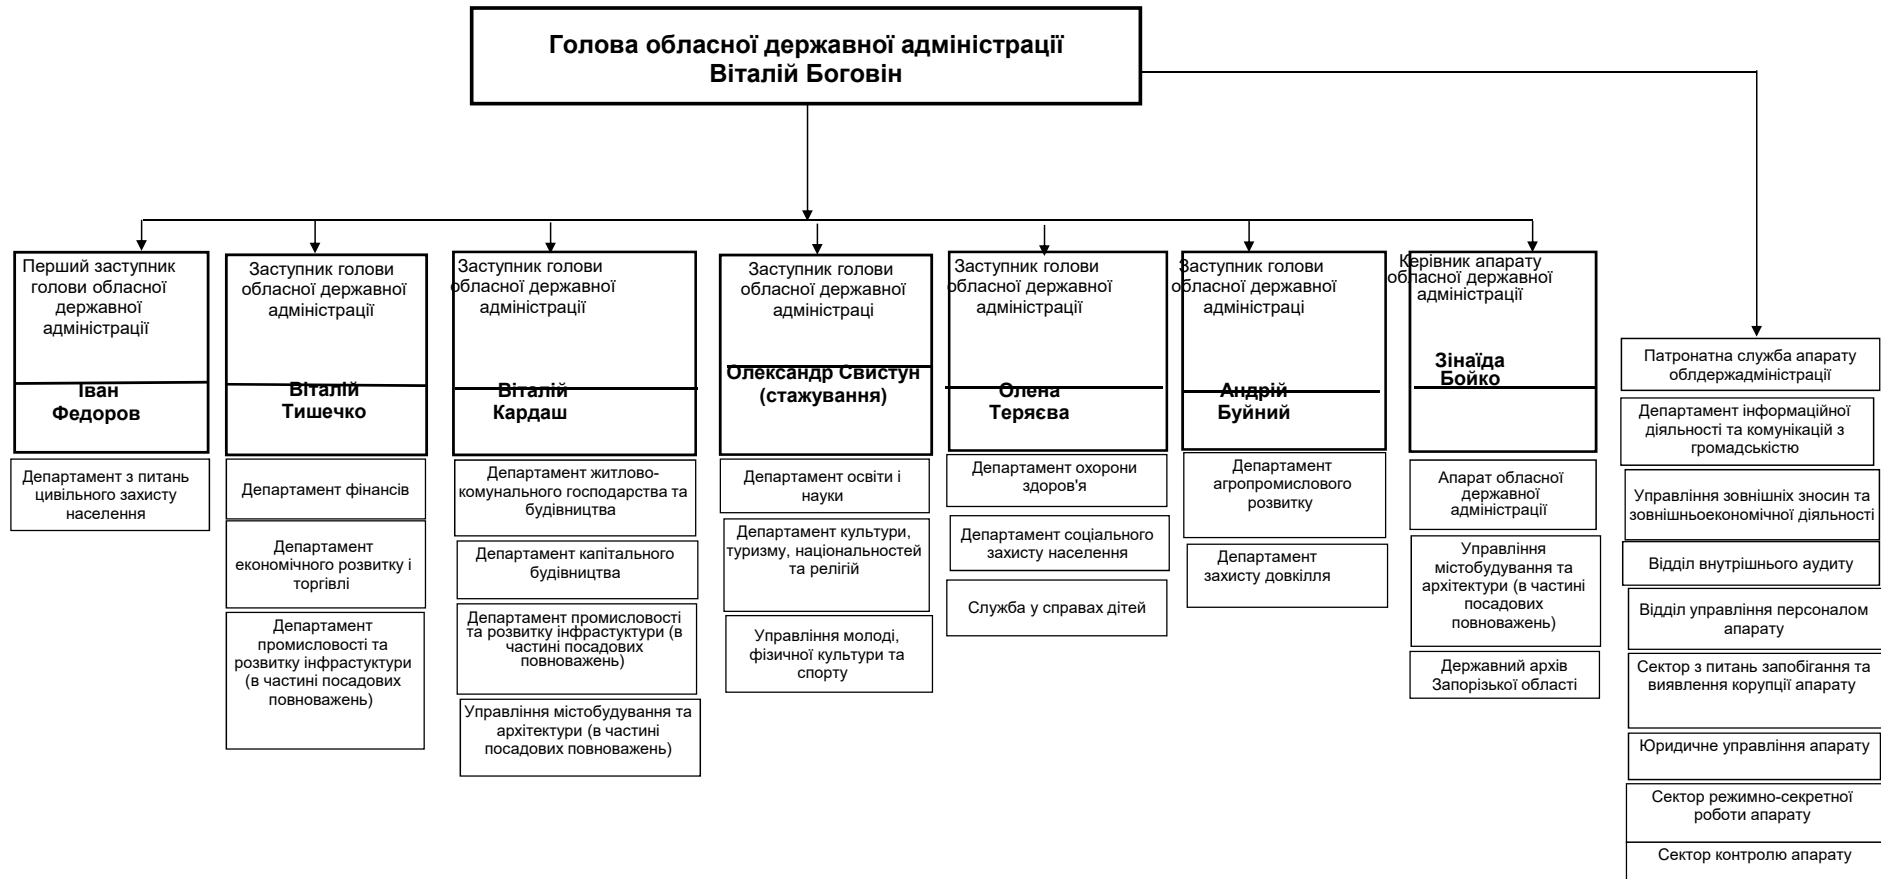 Голова обласної державної адміністрації
Віталій Боговін
Перший заступник
голови обласної
державної
адміністрації
Іван
Федоров
Департамент з питань
цивільного захисту
населення
Заступник голови
обласної державної
адміністрації
Віталій
Тишечко
Департамент фінансів
Департамент
економічного розвитку і
торгівлі
Департамент
промисловості та
розвитку інфрастуктури
(в частині посадових
повноважень)
Заступник голови
обласної державної
адміністрації
Віталій
Кардаш
Департамент житлово-
комунального господарства та
будівництва
Департамент капітального
будівництва
Департамент промисловості
та розвитку інфрастуктури (в
частині посадових
повноважень)
Управління містобудування та
архітектури (в частині
посадових повноважень)
Заступник голови
обласної державної
адміністраці
Олександр Свистун
(стажування)
Департамент освіти і
науки
Департамент культури,
туризму, національностей
та релігій
Управління молоді,
фізичної культури та
спорту
Заступник голови
обласної державної
адміністрації
Олена
Теряєва
Департамент охорони
здоров'я
Департамент соціального
захисту населення
Служба у справах дітей
Заступник голови
обласної державної
адміністраці
Андрій
Буйний
Департамент
агропромислового
розвитку
Департамент
захисту довкілля
Керівник апарату
обласної державної
адміністрації
Зінаїда
Бойко
Апарат обласної
державної
адміністрації
Управління
містобудування та
архітектури (в частині
посадових
повноважень)
Державний архів
Запорізької області
Патронатна служба апарату
облдержадміністрації
Департамент інформаційної
діяльності та комунікацій з
громадськістю
Управління зовнішніх зносин та
зовнішньоекономічної діяльності
Відділ внутрішнього аудиту
Відділ управління персоналом
апарату
Сектор з питань запобігання та
виявлення корупції апарату
Юридичне управління апарату
Сектор режимно-секретної
роботи апарату
Сектор контролю апарату